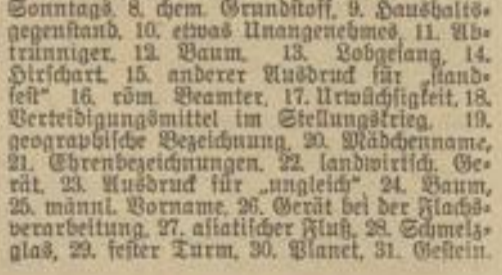 Sonntags, 8. chem. Grundstoff, 9. Haushalts-
gegenstand, 10. etwas Unangenehmes, 11. Ab-
trünniger, 12. Baum, 13. Lobgesang, 14.
Hirschart, 15. anderer Ausdruck für „stand-
fest“ 16. röm. Beamter, 17. Urwüchsigkeit, 18.
Verteidigungsmittel im Stellungskrieg, 19.
geographische Bezeichnung, 20. Mädchenname,
21. Ehrenbezeichnungen, 22. landwirtsch. Ge-
rät, 23. Ausdruck für „ungleich“, 24. Baum,
25. männl. Vorname, 26. Gerät bei der Flachs-
verarbeitung, 27. asiatischer Fluß, 28. Schmelz-
glas, 29. fester Turm, 30. Planet, 31. Gestein.